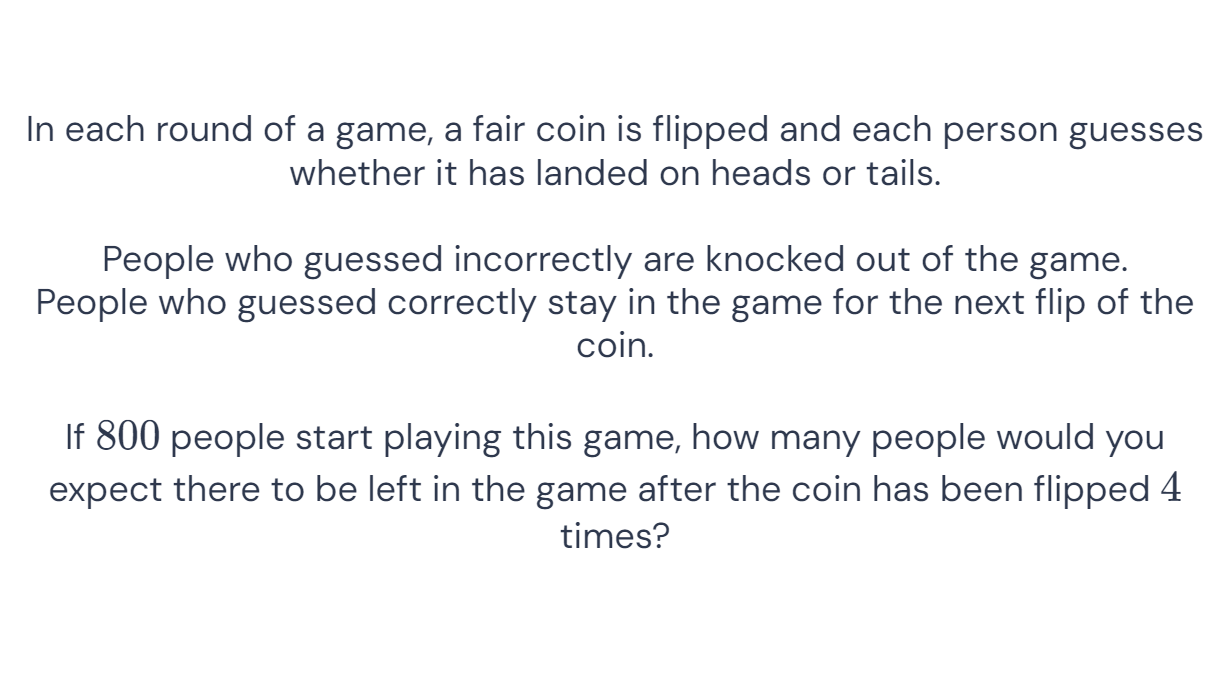 In each round of a game, a fair coin is flipped and each person guesses
whether it has landed on heads or tails.
People who guessed incorrectly are knocked out of the game.
People who guessed correctly stay in the game for the next flip of the
coin.
If 800 people start playing this game, how many people would you
expect there to be left in the game after the coin has been flipped 4
times?